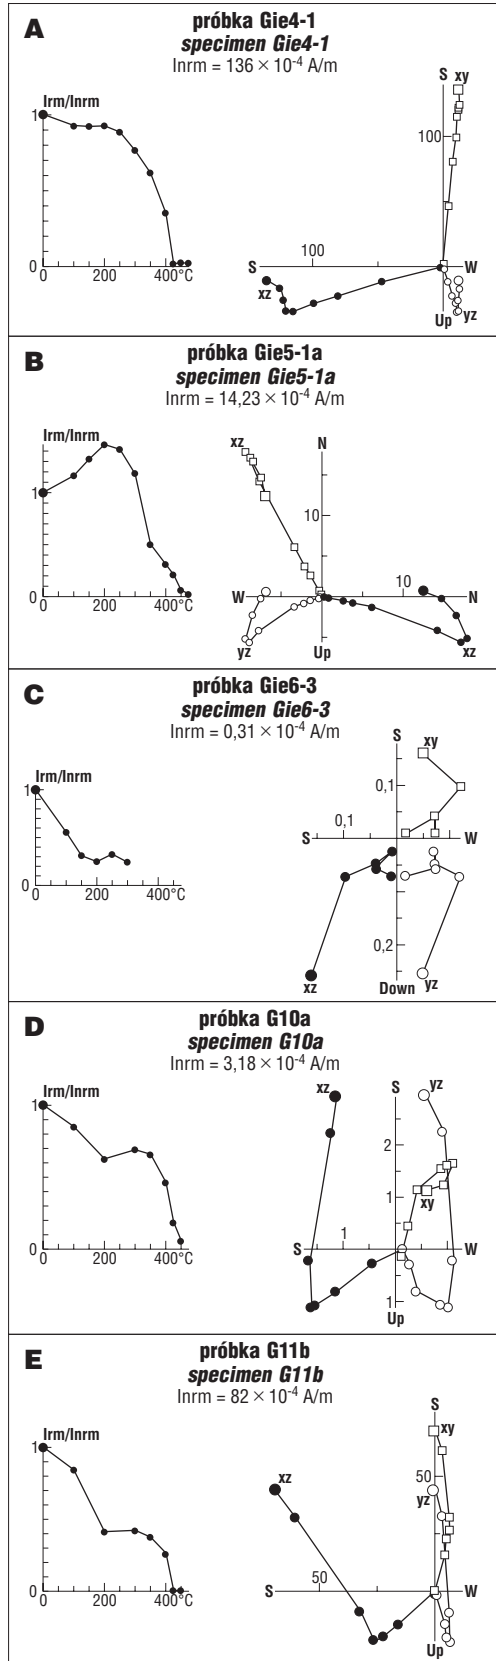 A
próbka Gie4-1
specimen Gie4-1
Inrm = 136 × 10⁻⁴ A/m
Irm/Inrm
1
0
0 200 400°C
S xy
100
100
S W
xz
Up yz
B
próbka Gie5-1a
specimen Gie5-1a
Inrm = 14,23 × 10⁻⁴ A/m
Irm/Inrm
1
0
0 200 400°C
xz N
10
10
W N
yz Up xz
C
próbka Gie6-3
specimen Gie6-3
Inrm = 0,31 × 10⁻⁴ A/m
Irm/Inrm
1
0
200 400°C
S
xy
0,1
S 0,1 W
0,2
xz Down yz
D
próbka G10a
specimen G10a
Inrm = 3,18 × 10⁻⁴ A/m
Irm/Inrm
1
0
0 200 400°C
xz S yz
2
1
xy
1
S W
1
Up
E
próbka G11b
specimen G11b
Inrm = 82 × 10⁻⁴ A/m
Irm/Inrm
1
0
0 200 400°C
S
xy
xz 50
yz
50
S W
Up